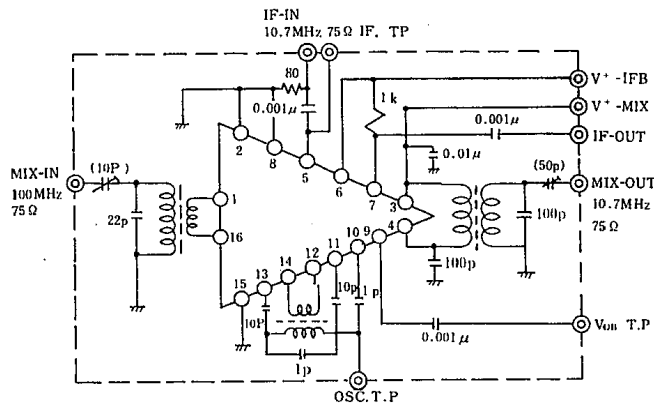 IF-IN
10.7MHz 75Ω IF. TP
80
0.001μ
V⁺-IFB
1k
V⁺-MIX
0.001μ
IF-OUT
2
8
5
6
7
3
0.01μ
MIX-IN
(10P)
100MHz
75Ω
22p
1
16
(50p)
MIX-OUT
10.7MHz
75Ω
100p
100p
4
9
10
11
12
14
13
15
10P
10p
1p
1p
0.001μ
V_OB T.P
OSC.T.P